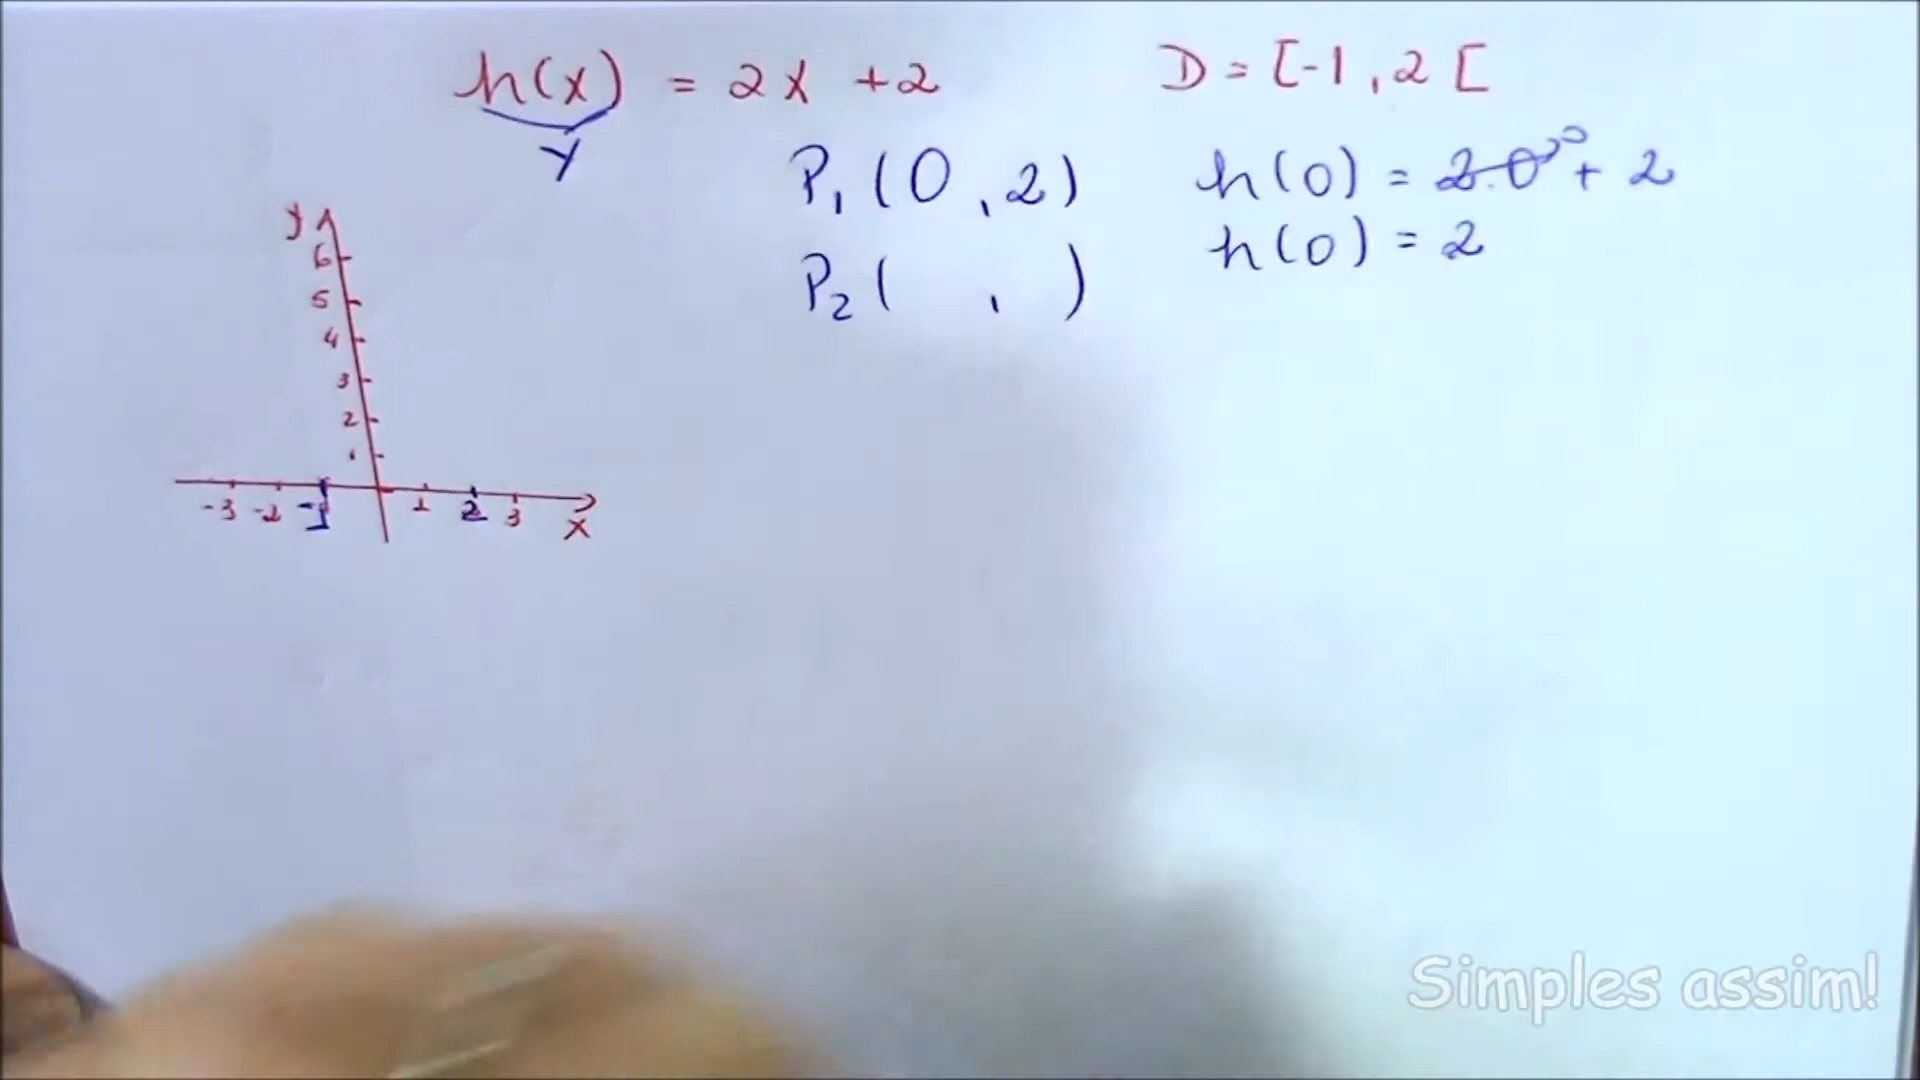 h(x) = 2x + 2
D = [-1, 2[
y
P₁(0, 2)
h(0) = 2.0⁰ + 2
P₂( , )
h(0) = 2
y
6
5
4
3
2
1
-3 -2 -1 1 2 3
x
Simples assim!